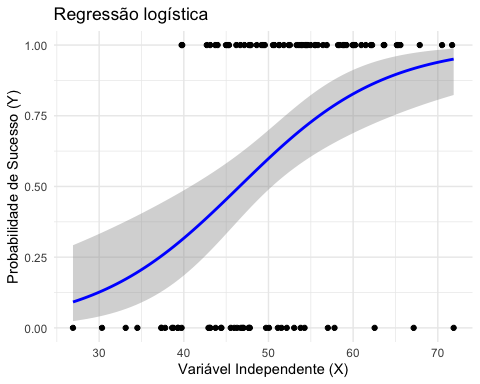 Regressão logística
Probabilidade de Sucesso (Y)
1.00
0.75
0.50
0.25
0.00
30 40 50 60 70
Variável Independente (X)